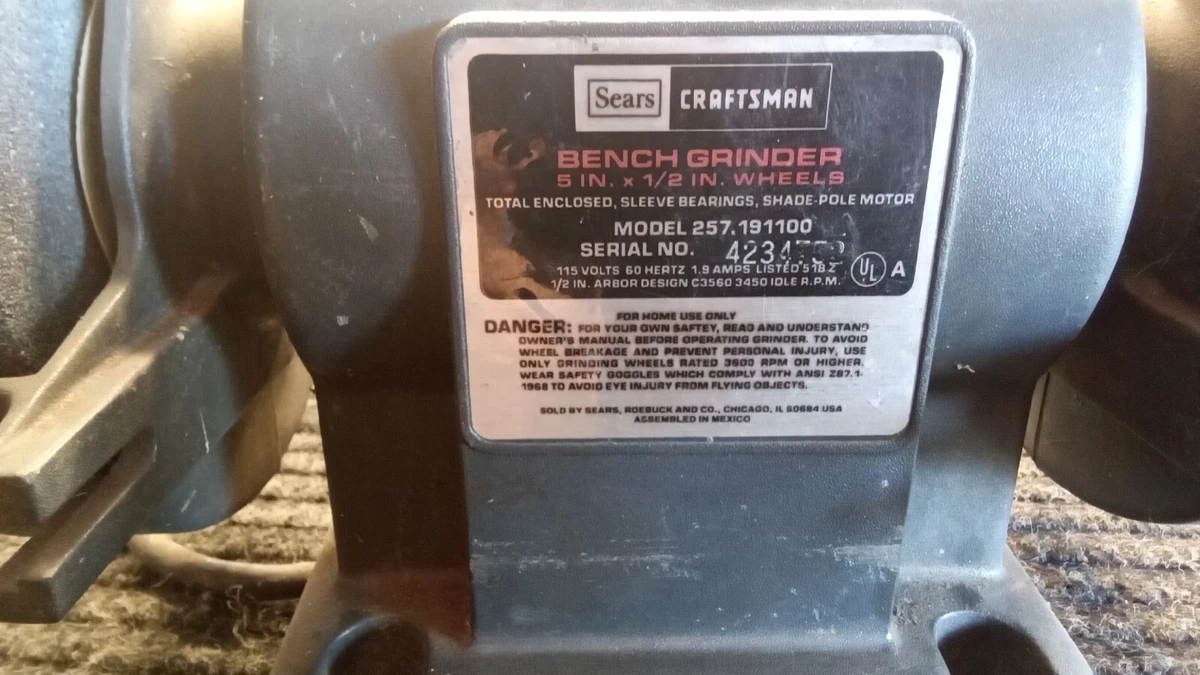 Sears CRAFTSMAN
BENCH GRINDER
5 IN. x 1/2 IN. WHEELS
TOTAL ENCLOSED, SLEEVE BEARINGS, SHADE-POLE MOTOR
MODEL 257.191100
SERIAL NO.
115 VOLTS 60 HERTZ 1.9 AMPS LISTED 518Z
UL A
1/2 IN. ARBOR DESIGN C3560 3450 IDLE R.P.M.
FOR HOME USE ONLY
DANGER: FOR YOUR OWN SAFTEY, READ AND UNDERSTAND
OWNER'S MANUAL BEFORE OPERATING GRINDER. TO AVOID
WHEEL BREAKAGE AND PREVENT PERSONAL INJURY, USE
ONLY GRINDING WHEELS RATED 3600 RPM OR HIGHER.
WEAR SAFETY GOGGLES WHICH COMPLY WITH ANSI Z87.1-
1968 TO AVOID EYE INJURY FROM FLYING OBJECTS.
SOLD BY SEARS, ROEBUCK AND CO., CHICAGO, IL 60684 USA
ASSEMBLED IN MEXICO